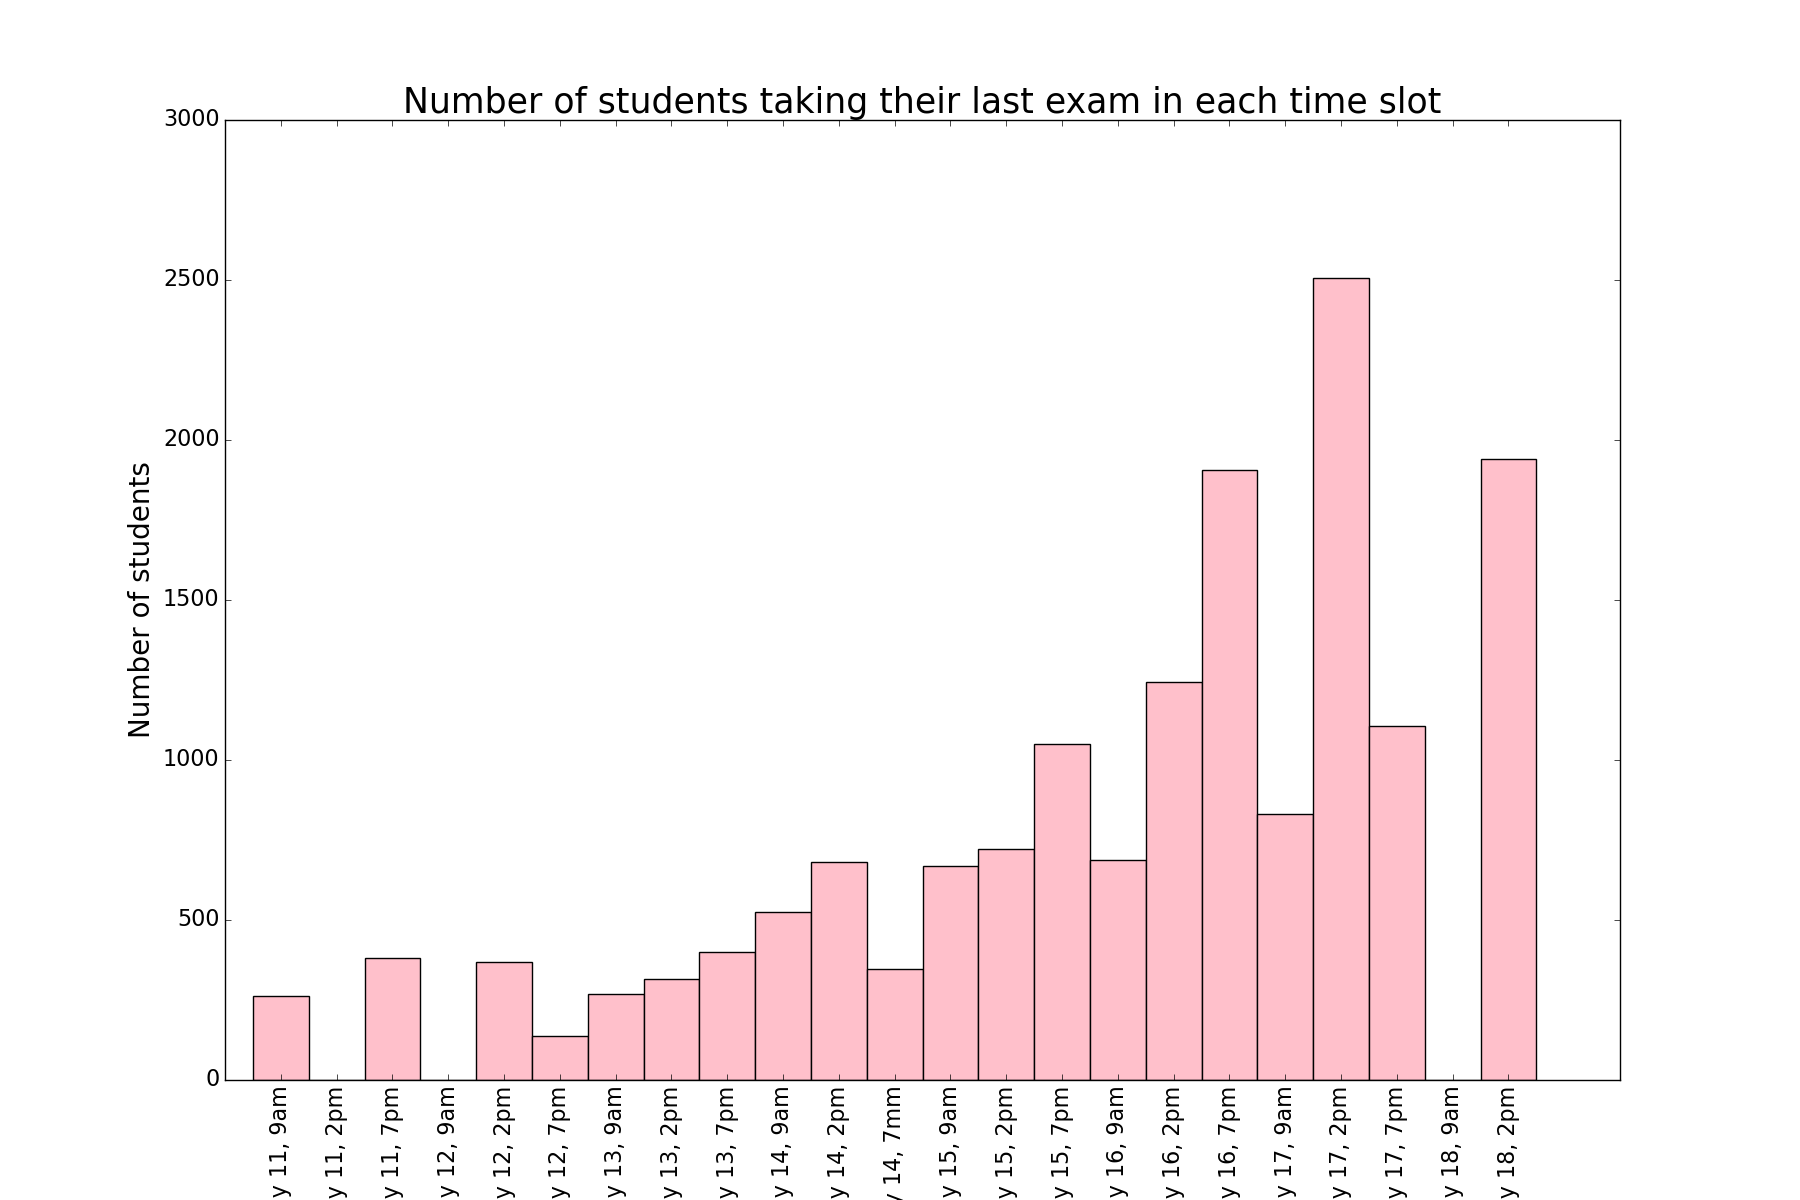 Number of students taking their last exam in each time slot
3000
2500
2000
1500
1000
500
0
Number of students
y 11, 9am
y 11, 2pm
y 11, 7pm
y 12, 9am
y 12, 2pm
y 12, 7pm
y 13, 9am
y 13, 2pm
y 13, 7pm
y 14, 9am
y 14, 2pm
y 14, 7mm
y 15, 9am
y 15, 2pm
y 15, 7pm
y 16, 9am
y 16, 2pm
y 16, 7pm
y 17, 9am
y 17, 2pm
y 17, 7pm
y 18, 9am
y 18, 2pm